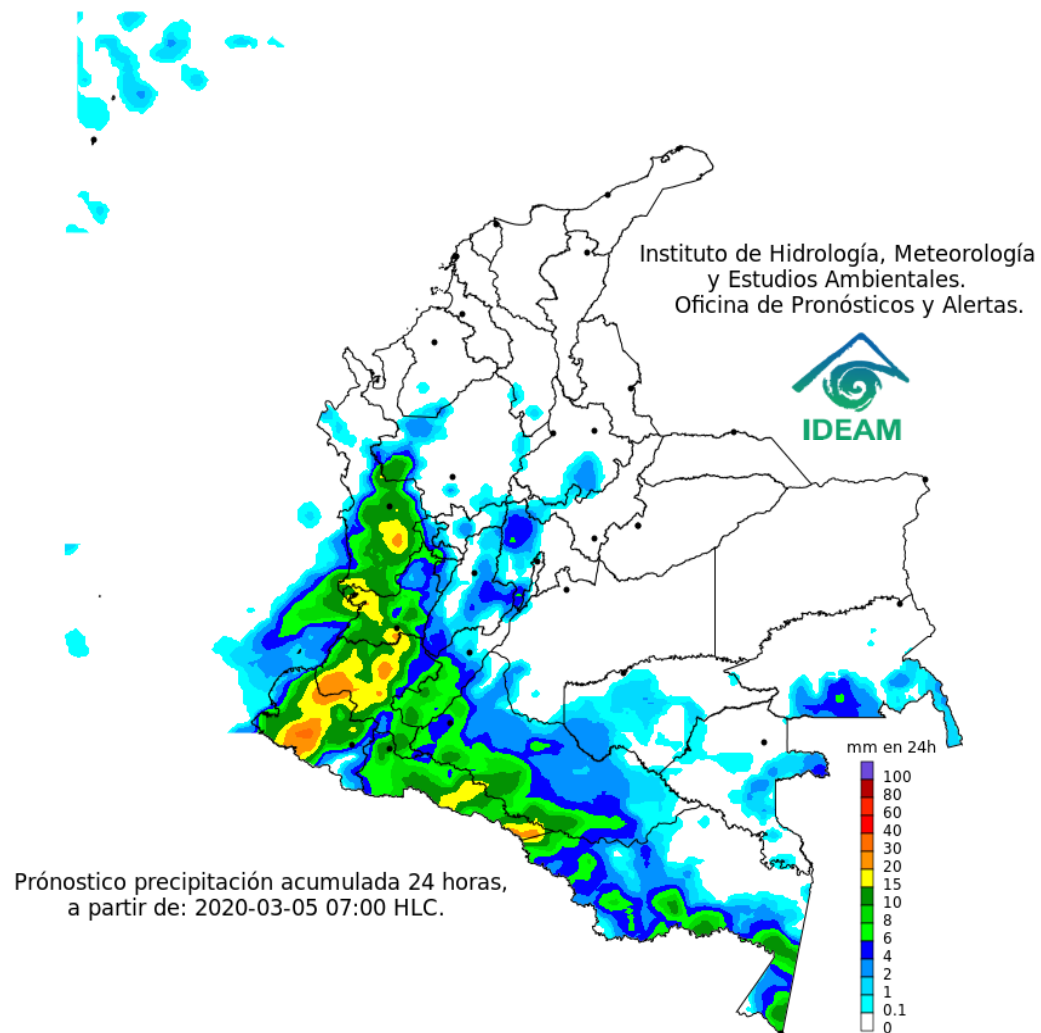 Instituto de Hidrología, Meteorología
y Estudios Ambientales.
Oficina de Pronósticos y Alertas.
IDEAM
mm en 24h
100
80
60
40
30
20
15
10
8
6
4
2
1
0.1
0
Prónostico precipitación acumulada 24 horas,
a partir de: 2020-03-05 07:00 HLC.